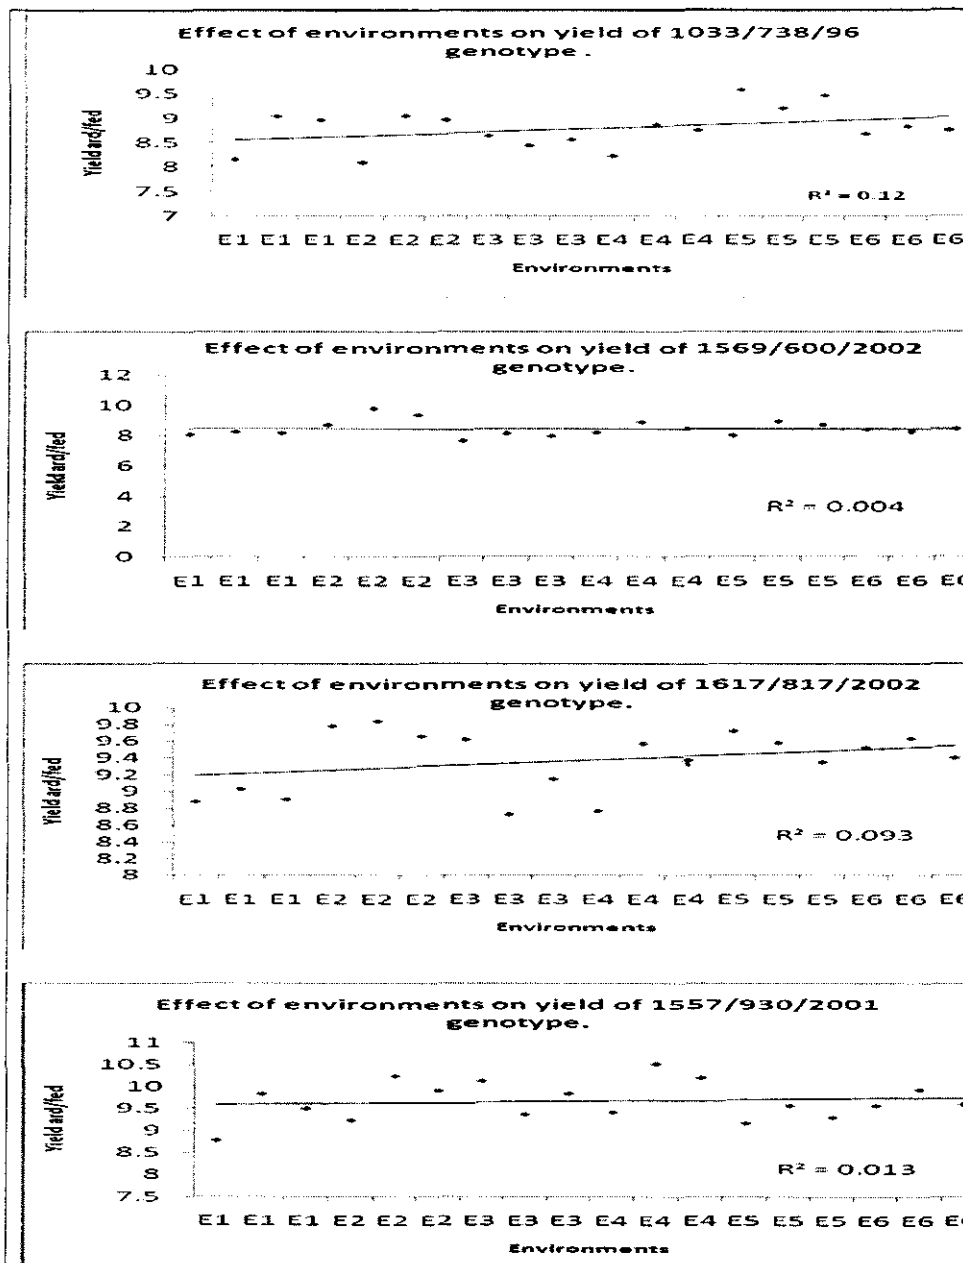 Effect of environments on yield of 1033/738/96
genotype .
10
9.5
9
8.5
8
7.5
7
Yield ard/fed
R² = 0.12
E1 E1 E1 E2 E2 E2 E3 E3 E3 E4 E4 E4 E5 E5 E5 E6 E6 E6
Environments
Effect of environments on yield of 1569/600/2002
genotype.
12
10
8
6
4
2
0
Yield ard/fed
R² = 0.004
E1 E1 E1 E2 E2 E2 E3 E3 E3 E4 E4 E4 E5 E5 E5 E6 E6
Environments
Effect of environments on yield of 1617/817/2002
genotype.
10
9.8
9.6
9.4
9.2
9
8.8
8.6
8.4
8.2
8
Yield ard/fed
R² = 0.093
E1 E1 E1 E2 E2 E2 E3 E3 E3 E4 E4 E4 E5 E5 E5 E6 E6 E6
Environments
Effect of environments on yield of 1557/930/2001
genotype.
11
10.5
10
9.5
9
8.5
8
7.5
Yield ard/fed
R² = 0.013
E1 E1 E1 E2 E2 E2 E3 E3 E3 E4 E4 E4 E5 E5 E5 E6 E6
Environments